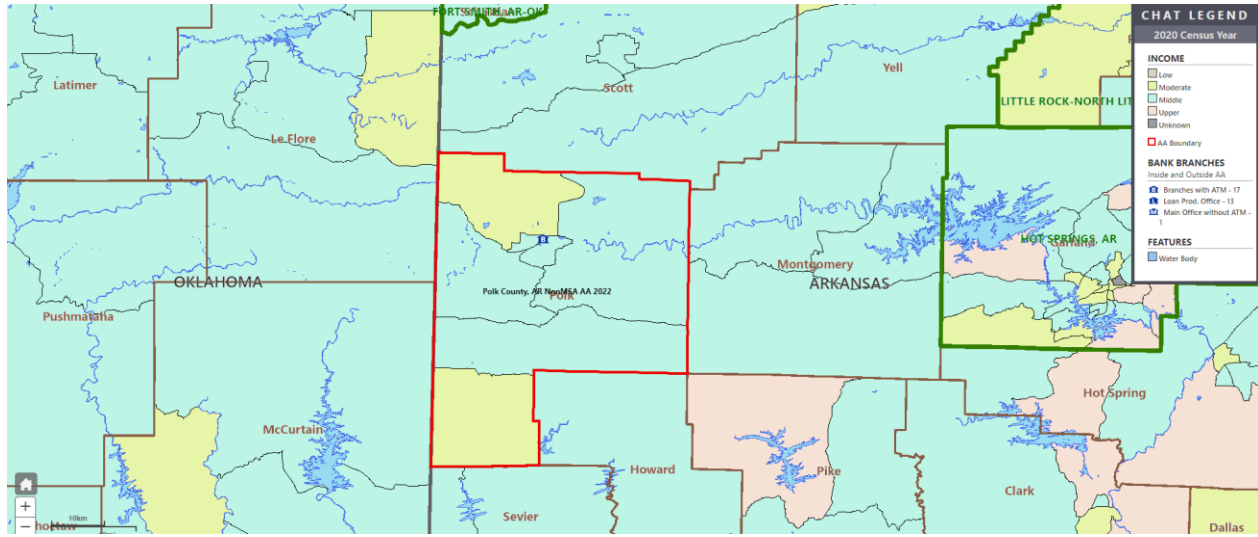 FORT SMITH, AR-OK
Latimer
Scott
Yell
Le Flore
LITTLE ROCK-NORTH LIT
OKLAHOMA
Pushmataha
Polk County, AR NonMSA AA 2022
Polk
Montgomery
ARKANSAS
HOT SPRINGS, AR
Garland
McCurtain
Howard
Pike
Hot Spring
Clark
Sevier
Dallas
10km
+
−
CHAT LEGEND
2020 Census Year
INCOME
Low
Moderate
Middle
Upper
Unknown
AA Boundary
BANK BRANCHES
Inside and Outside AA
Branches with ATM - 17
Loan Prod. Office - 13
Main Office without ATM -
1
FEATURES
Water Body